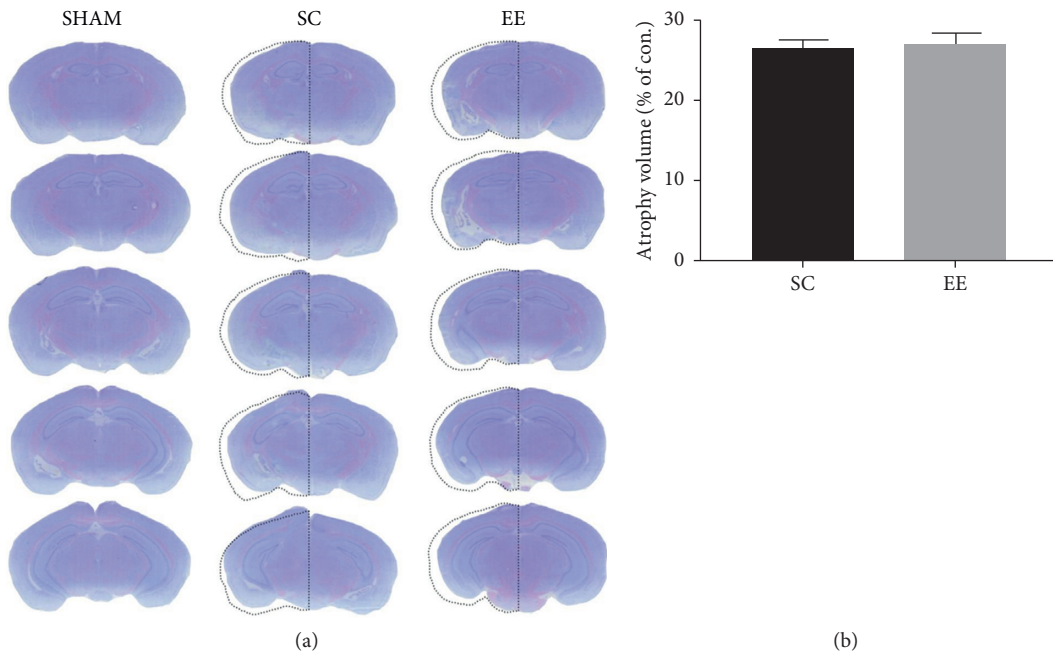 SHAM SC EE
(a)
Atrophy volume (% of con.)
30
20
10
0
SC EE
(b)